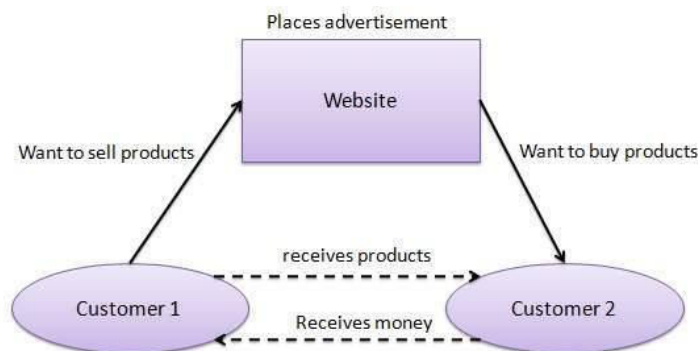 Places advertisement
Website
Want to sell products
Want to buy products
receives products
Customer 1
Customer 2
Receives money